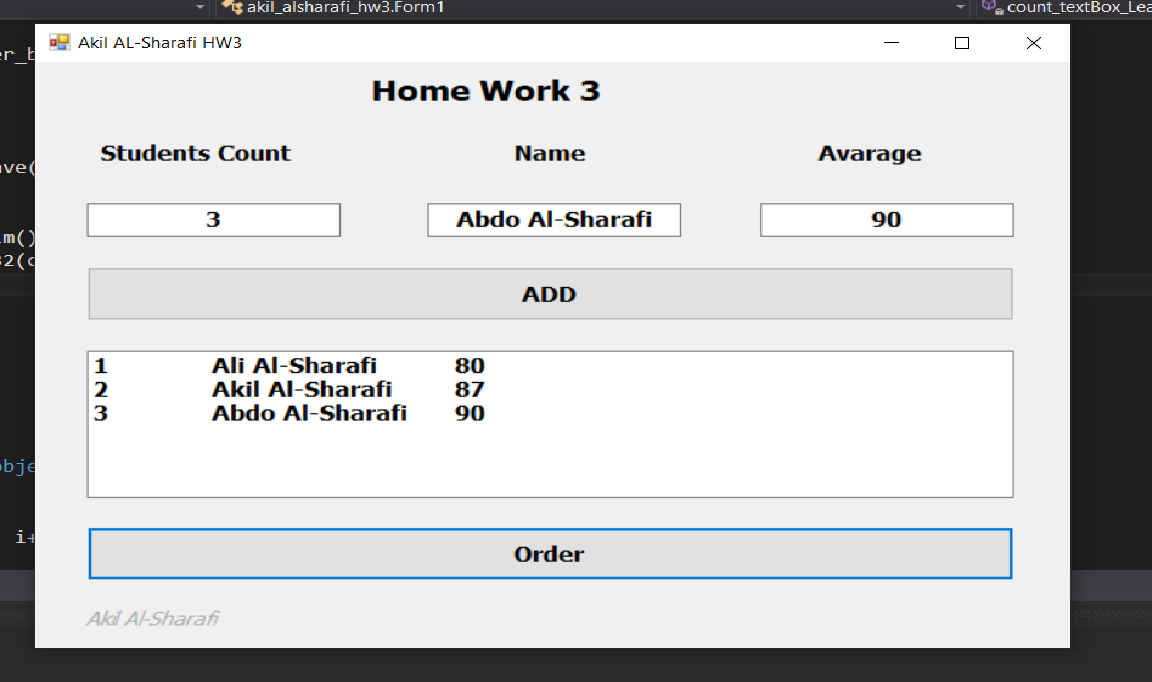 akil_alsharafi_hw3.Form1 count_textBox_Lea
Akil AL-Sharafi HW3
er_b
Home Work 3
Students Count Name Avarage
ave(
3 Abdo Al-Sharafi 90
m()
32(c
ADD
1 Ali Al-Sharafi 80
2 Akil Al-Sharafi 87
3 Abdo Al-Sharafi 90
obje
i+
Order
Akil Al-Sharafi